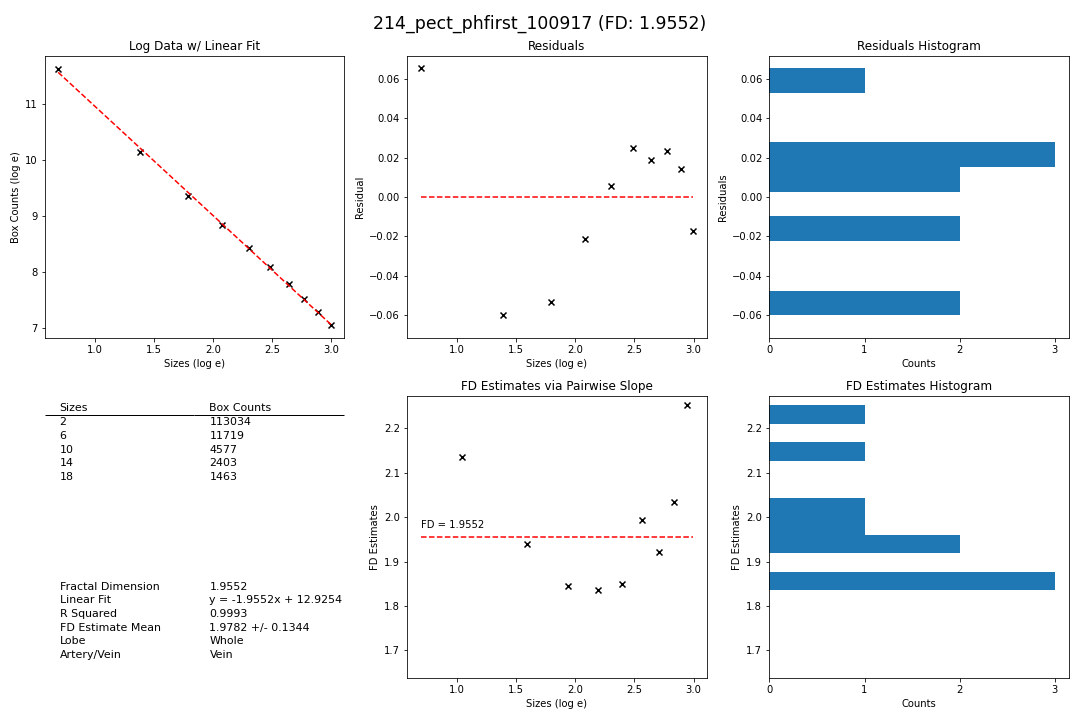 214_pect_phfirst_100917 (FD: 1.9552)
Log Data w/ Linear Fit
Box Counts (log e)
11
10
9
8
7
1.0 1.5 2.0 2.5 3.0
Sizes (log e)
Residuals
Residual
0.06
0.04
0.02
0.00
−0.02
−0.04
−0.06
1.0 1.5 2.0 2.5 3.0
Sizes (log e)
Residuals Histogram
Residuals
0.06
0.04
0.02
0.00
−0.02
−0.04
−0.06
0 1 2 3
Counts
Sizes Box Counts
2 113034
6 11719
10 4577
14 2403
18 1463
Fractal Dimension 1.9552
Linear Fit y = -1.9552x + 12.9254
R Squared 0.9993
FD Estimate Mean 1.9782 +/- 0.1344
Lobe Whole
Artery/Vein Vein
FD Estimates via Pairwise Slope
FD Estimates
2.2
2.1
2.0
1.9
1.8
1.7
FD = 1.9552
1.0 1.5 2.0 2.5 3.0
Sizes (log e)
FD Estimates Histogram
FD Estimates
2.2
2.1
2.0
1.9
1.8
1.7
0 1 2 3
Counts